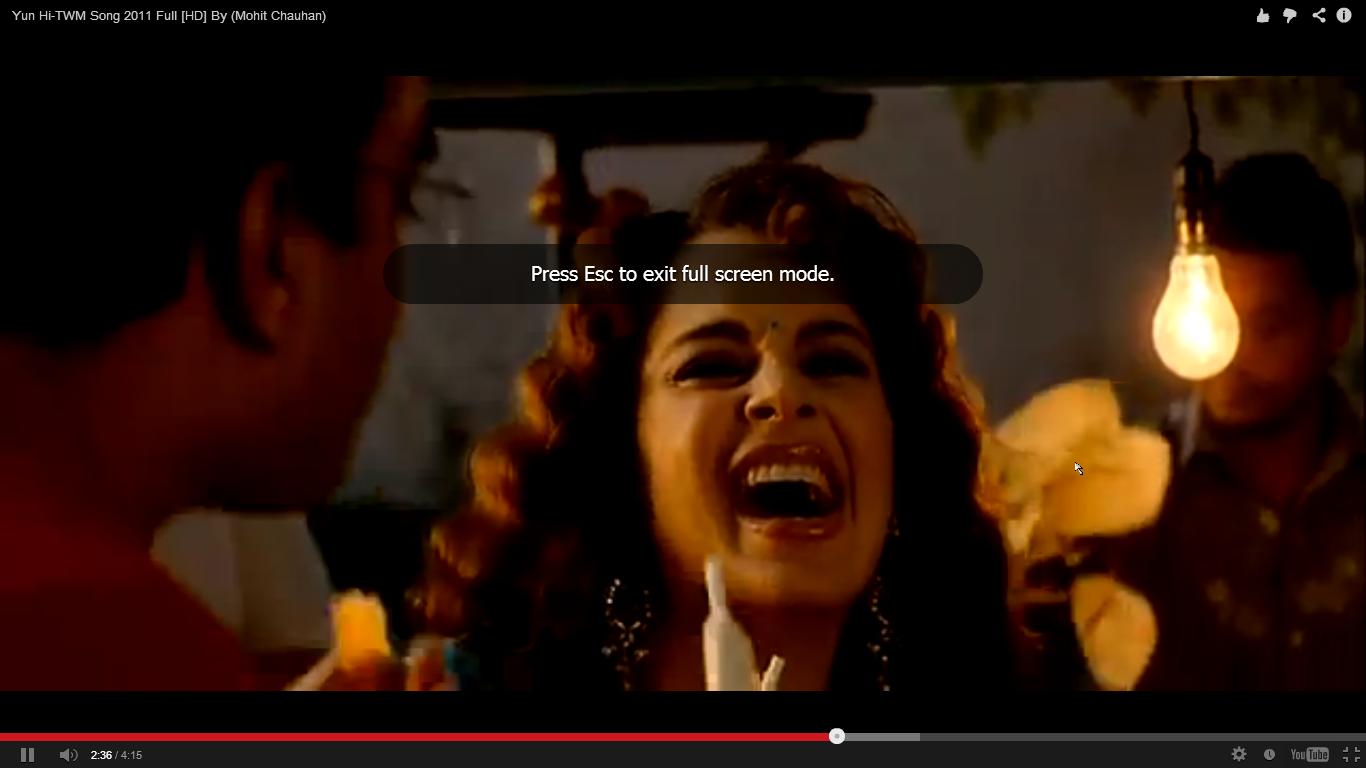 Yun Hi-TWM Song 2011 Full [HD] By (Mohit Chauhan)
Press Esc to exit full screen mode.
2:36 / 4:15
YouTube